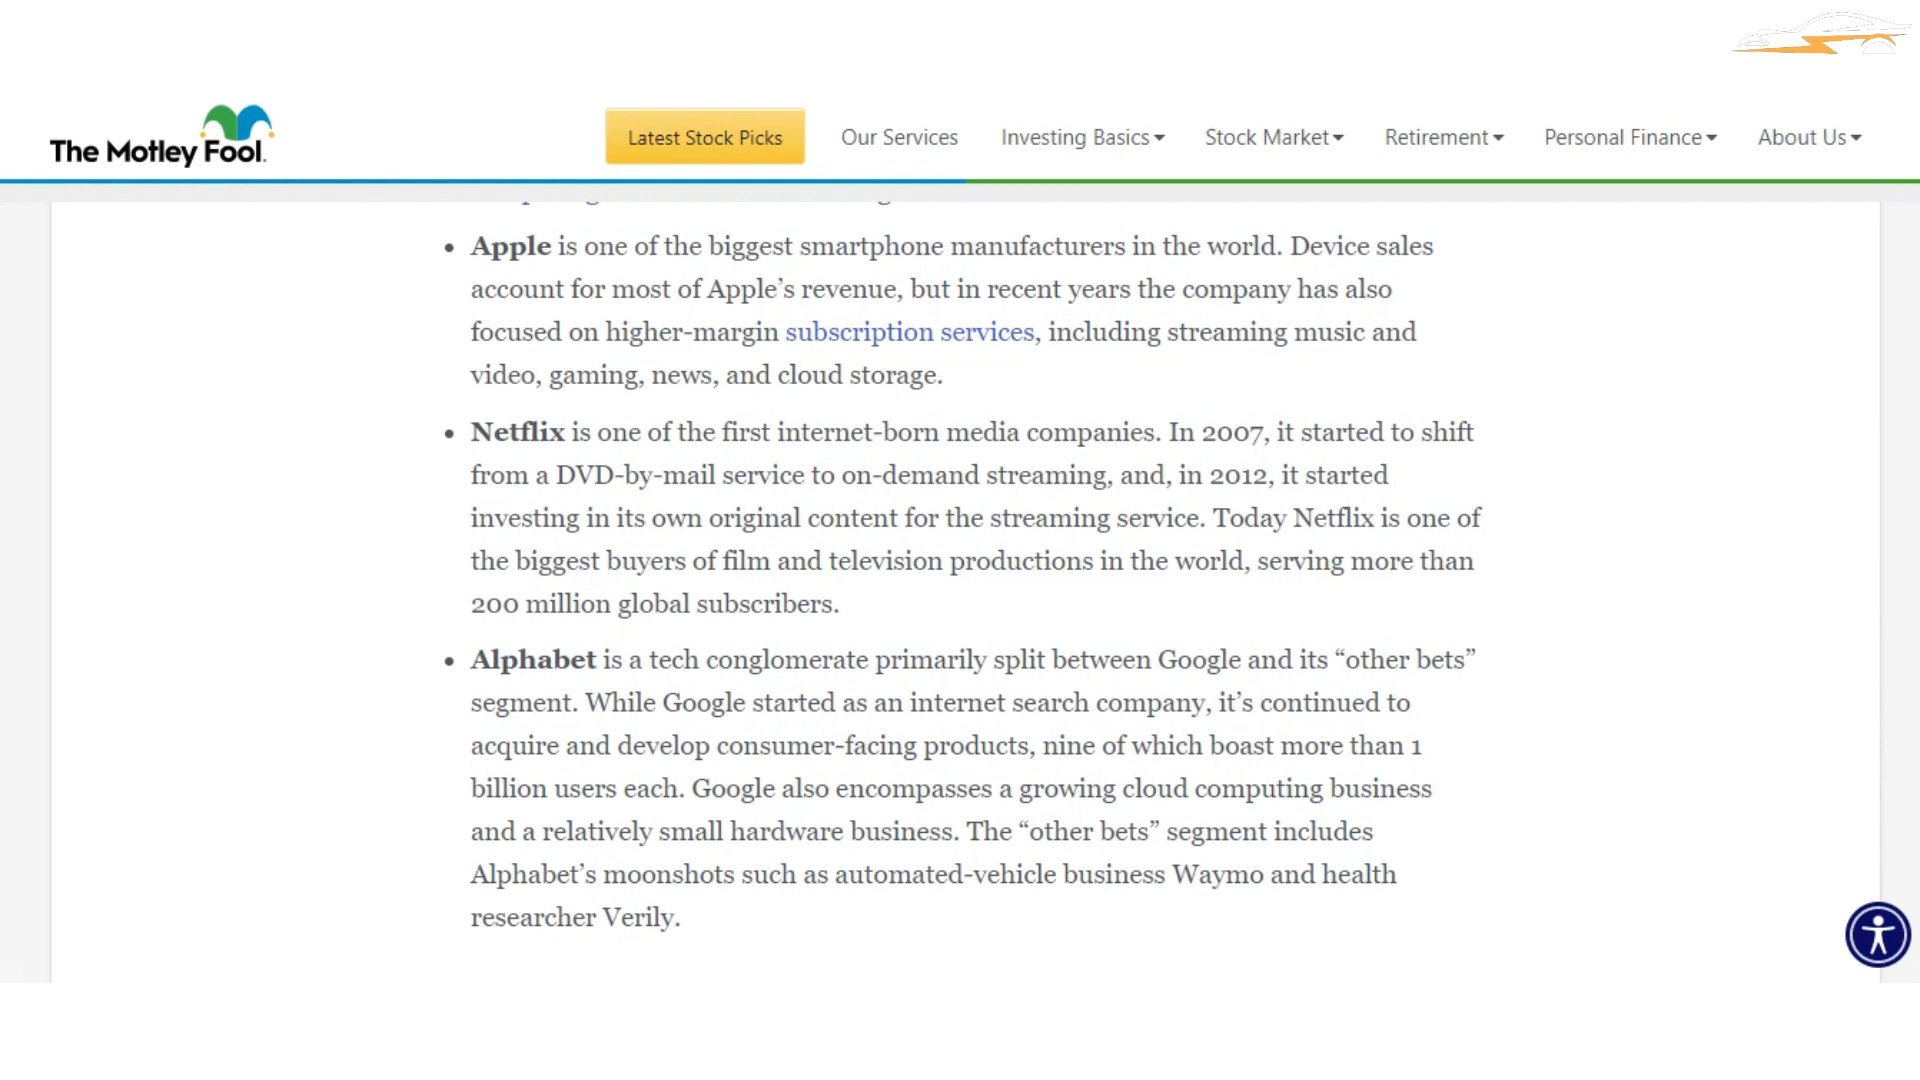 The Motley Fool.
Latest Stock Picks
Our Services
Investing Basics
Stock Market
Retirement
Personal Finance
About Us
• Apple is one of the biggest smartphone manufacturers in the world. Device sales
account for most of Apple’s revenue, but in recent years the company has also
focused on higher-margin subscription services, including streaming music and
video, gaming, news, and cloud storage.
• Netflix is one of the first internet-born media companies. In 2007, it started to shift
from a DVD-by-mail service to on-demand streaming, and, in 2012, it started
investing in its own original content for the streaming service. Today Netflix is one of
the biggest buyers of film and television productions in the world, serving more than
200 million global subscribers.
• Alphabet is a tech conglomerate primarily split between Google and its “other bets”
segment. While Google started as an internet search company, it’s continued to
acquire and develop consumer-facing products, nine of which boast more than 1
billion users each. Google also encompasses a growing cloud computing business
and a relatively small hardware business. The “other bets” segment includes
Alphabet’s moonshots such as automated-vehicle business Waymo and health
researcher Verily.